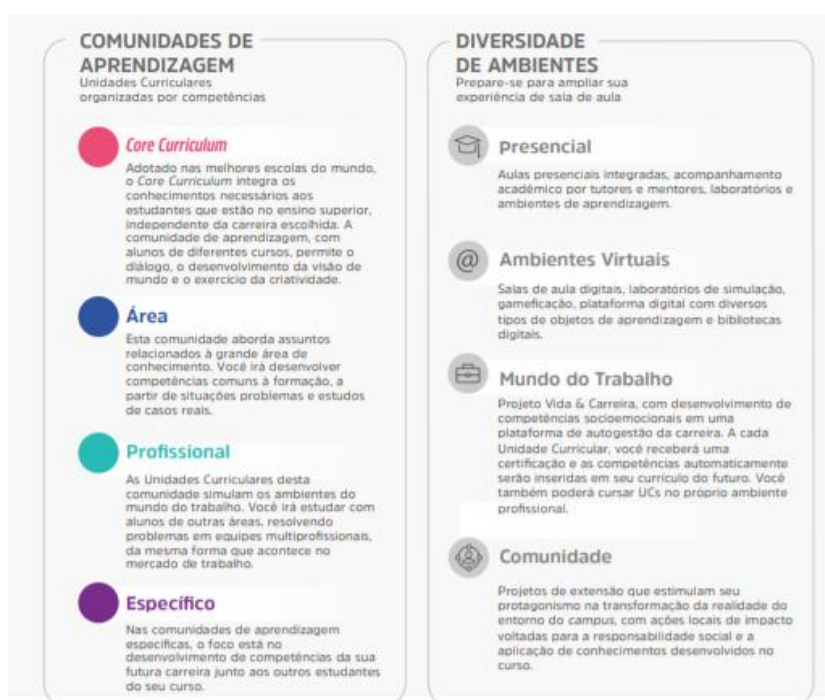 COMUNIDADES DE
APRENDIZAGEM
Unidades Curriculares
organizadas por competências
Core Curriculum
Adotado nas melhores escolas do mundo,
o Core Curriculum integra os
conhecimentos necessários aos
estudantes que estão no ensino superior,
independente da carreira escolhida. A
comunidade de aprendizagem, com
alunos de diferentes cursos, permite o
diálogo, o desenvolvimento da visão de
mundo e o exercício da criatividade.
Área
Esta comunidade aborda assuntos
relacionados à grande área de
conhecimento. Você irá desenvolver
competências comuns à formação, a
partir de situações problemas e estudos
de casos reais.
Profissional
As Unidades Curriculares desta
comunidade simulam os ambientes do
mundo do trabalho. Você irá estudar com
alunos de outras áreas, resolvendo
problemas em equipes multiprofissionais,
da mesma forma que acontece no
mercado de trabalho.
Específico
Nas comunidades de aprendizagem
específicas, o foco está no
desenvolvimento de competências da sua
futura carreira junto aos outros estudantes
do seu curso.
DIVERSIDADE
DE AMBIENTES
Prepare-se para ampliar sua
experiência de sala de aula
Presencial
Aulas presenciais integradas, acompanhamento
acadêmico por tutores e mentores, laboratórios e
ambientes de aprendizagem.
@ Ambientes Virtuais
Salas de aula digitais, laboratórios de simulação,
gameficação, plataforma digital com diversos
tipos de objetos de aprendizagem e bibliotecas
digitais.
Mundo do Trabalho
Projeto Vida & Carreira, com desenvolvimento de
competências socioemocionais em uma
plataforma de autogestão da carreira. A cada
Unidade Curricular, você receberá uma
certificação e as competências automaticamente
serão inseridas em seu currículo do futuro. Você
também poderá cursar UCs no próprio ambiente
profissional.
Comunidade
Projetos de extensão que estimulam seu
protagonismo na transformação da realidade do
entorno do campus, com ações locais de impacto
voltadas para a responsabilidade social e a
aplicação de conhecimentos desenvolvidos no
curso.